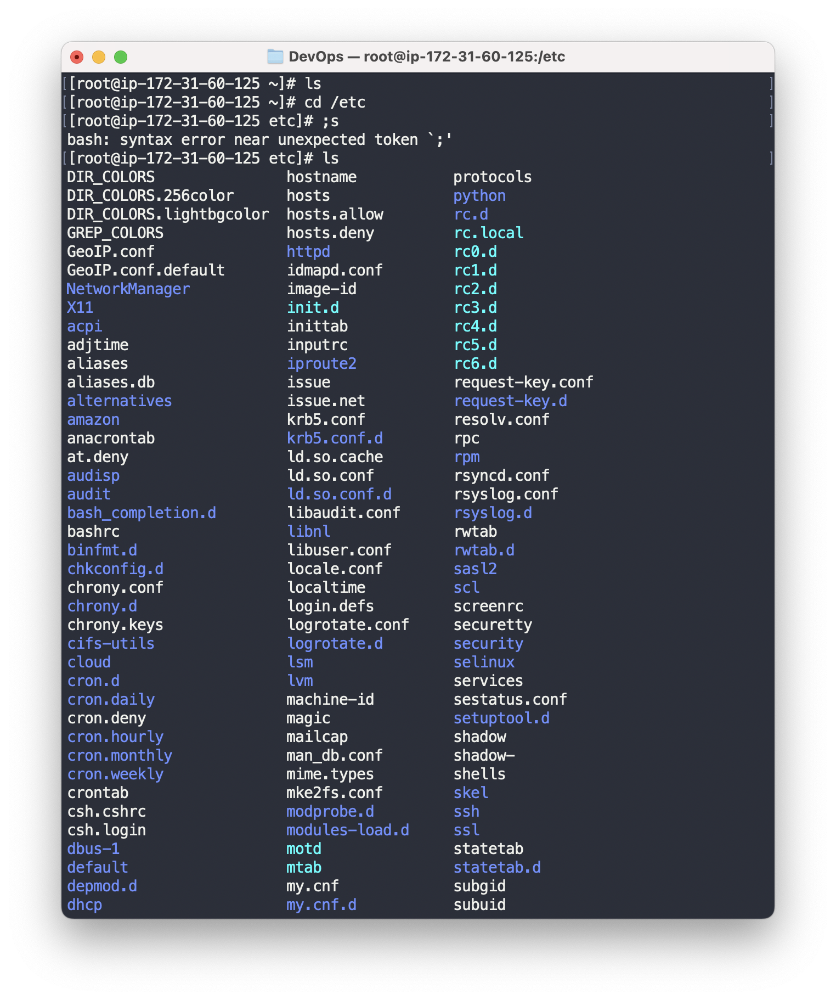 DevOps — root@ip-172-31-60-125:/etc
[[root@ip-172-31-60-125 ~]# ls ]
[[root@ip-172-31-60-125 ~]# cd /etc ]
[[root@ip-172-31-60-125 etc]# ;s ]
bash: syntax error near unexpected token `;'
[[root@ip-172-31-60-125 etc]# ls ]
DIR_COLORS hostname protocols
DIR_COLORS.256color hosts python
DIR_COLORS.lightbgcolor hosts.allow rc.d
GREP_COLORS hosts.deny rc.local
GeoIP.conf httpd rc0.d
GeoIP.conf.default idmapd.conf rc1.d
NetworkManager image-id rc2.d
X11 init.d rc3.d
acpi inittab rc4.d
adjtime inputrc rc5.d
aliases iproute2 rc6.d
aliases.db issue request-key.conf
alternatives issue.net request-key.d
amazon krb5.conf resolv.conf
anacrontab krb5.conf.d rpc
at.deny ld.so.cache rpm
audisp ld.so.conf rsyncd.conf
audit ld.so.conf.d rsyslog.conf
bash_completion.d libaudit.conf rsyslog.d
bashrc libnl rwtab
binfmt.d libuser.conf rwtab.d
chkconfig.d locale.conf sasl2
chrony.conf localtime scl
chrony.d login.defs screenrc
chrony.keys logrotate.conf securetty
cifs-utils logrotate.d security
cloud lsm selinux
cron.d lvm services
cron.daily machine-id sestatus.conf
cron.deny magic setuptool.d
cron.hourly mailcap shadow
cron.monthly man_db.conf shadow-
cron.weekly mime.types shells
crontab mke2fs.conf skel
csh.cshrc modprobe.d ssh
csh.login modules-load.d ssl
dbus-1 motd statetab
default mtab statetab.d
depmod.d my.cnf subgid
dhcp my.cnf.d subuid